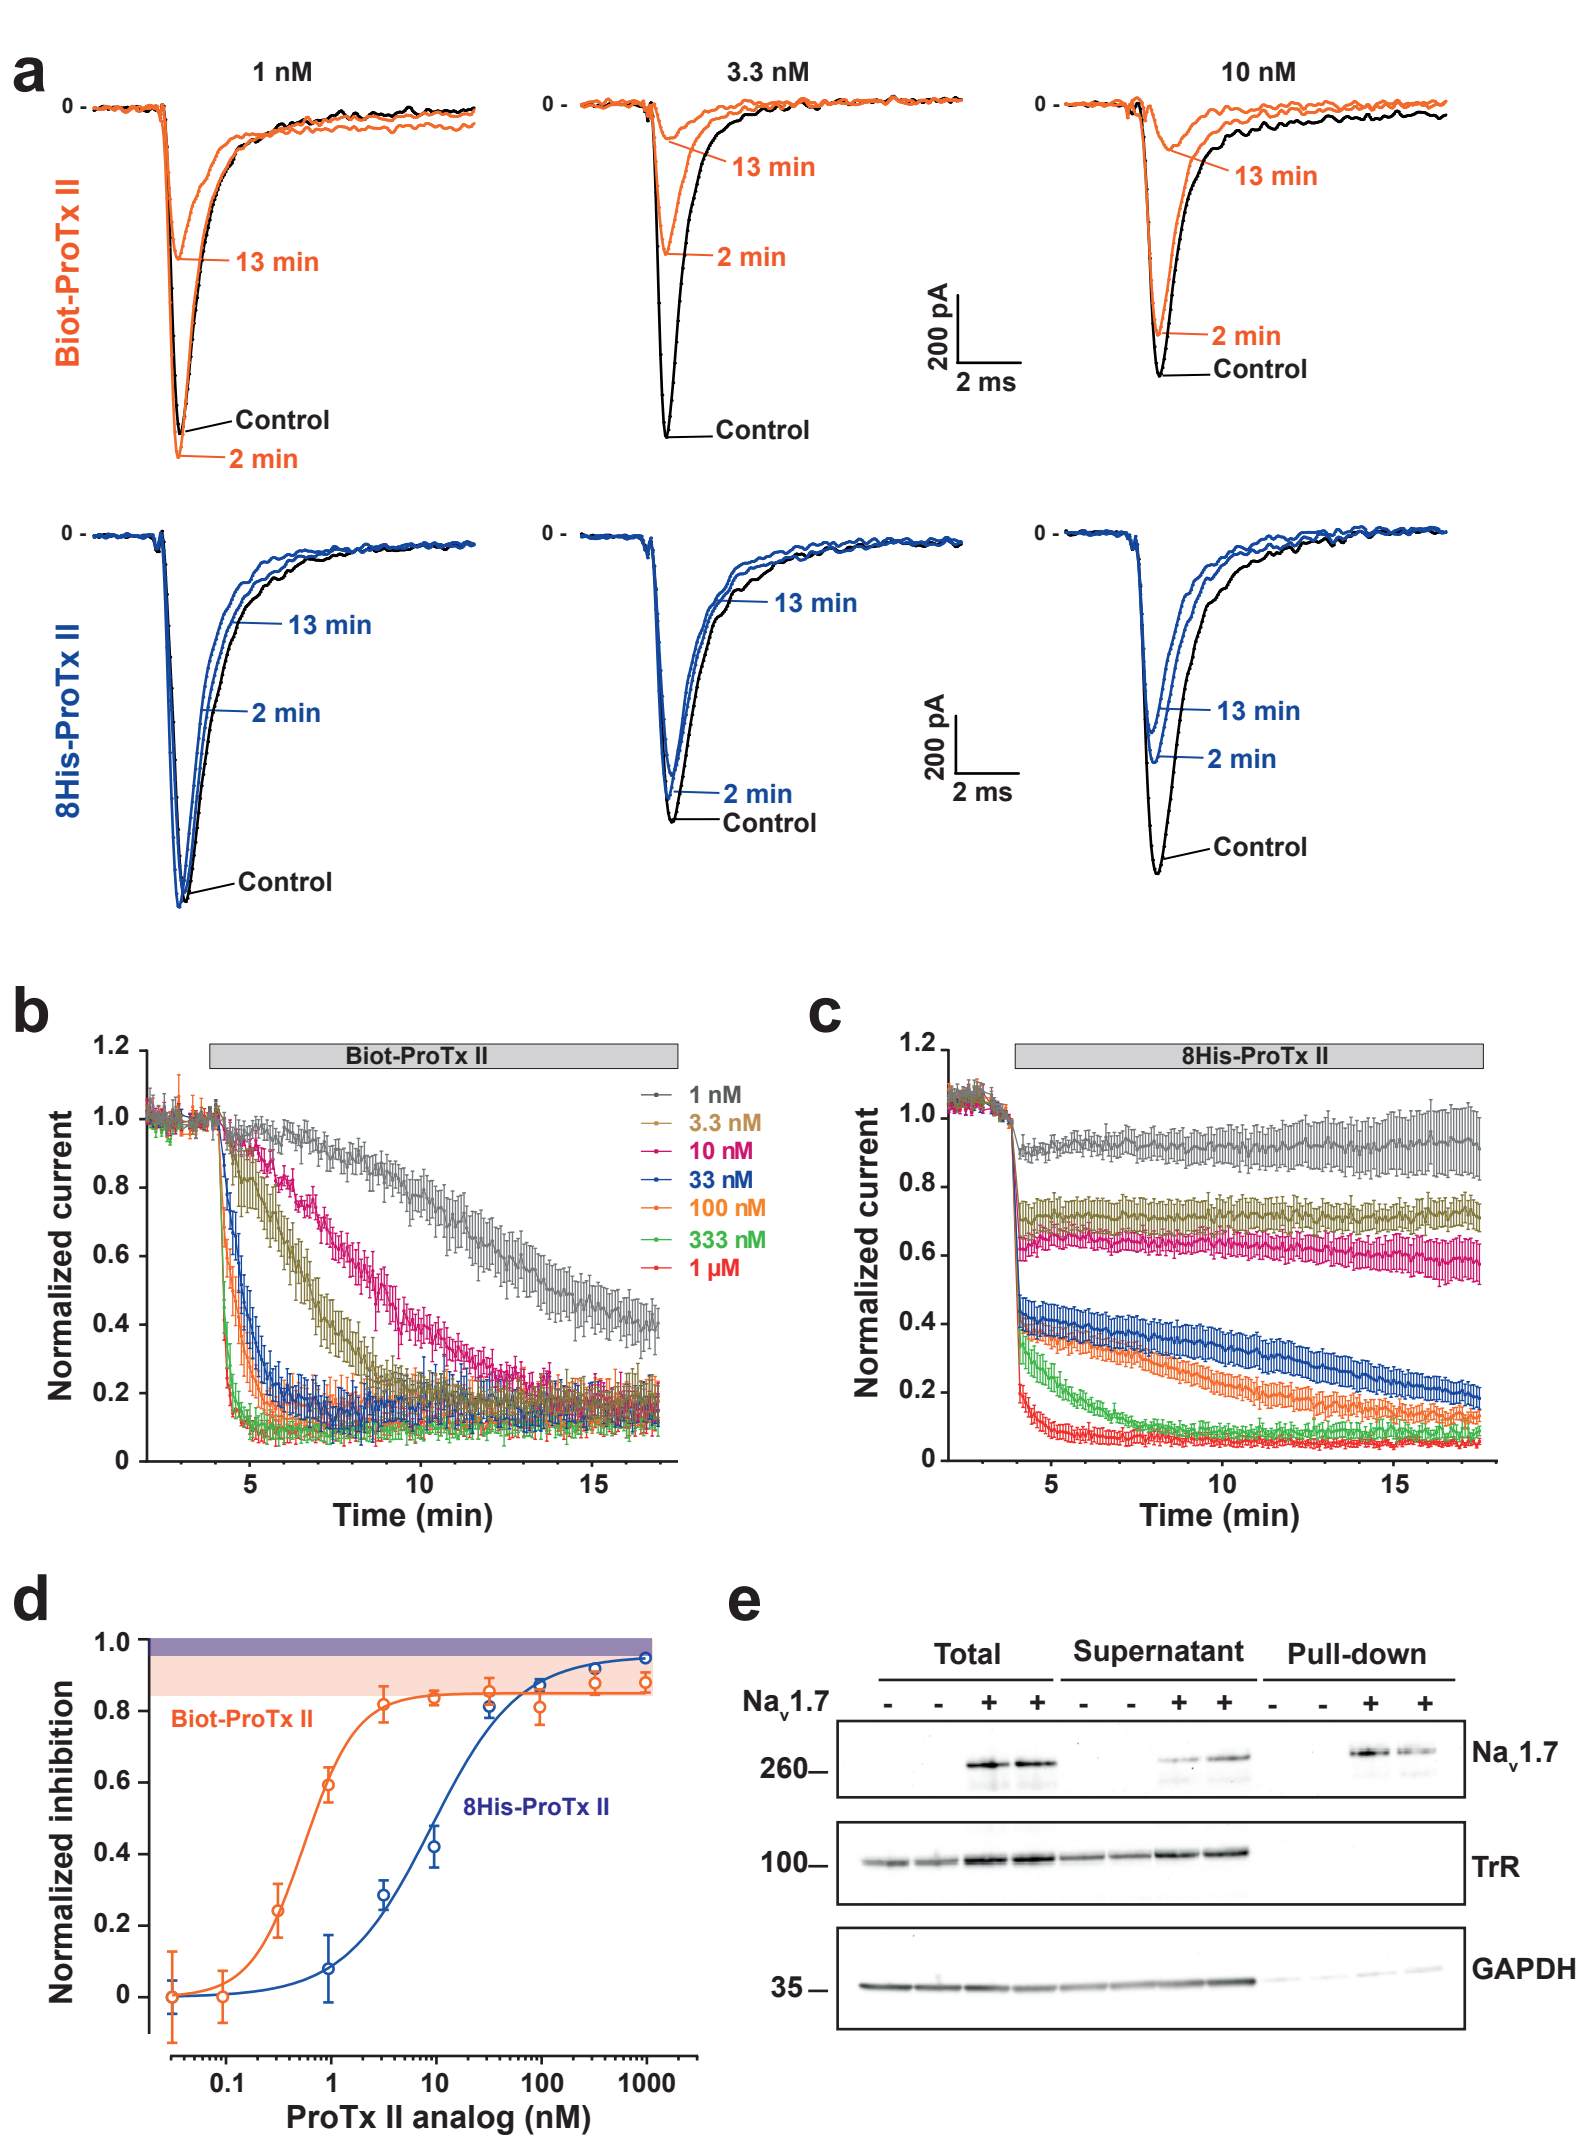 a
1 nM
3.3 nM
10 nM
Biot-ProTx II
0 -
13 min
Control
2 min
0 -
13 min
2 min
Control
0 -
13 min
2 min
Control
200 pA
2 ms
8His-ProTx II
0 -
13 min
2 min
Control
0 -
13 min
2 min
Control
0 -
13 min
2 min
Control
200 pA
2 ms
b
Biot-ProTx II
Normalized current
1.2
1.0
0.8
0.6
0.4
0.2
0
5
10
15
Time (min)
1 nM
3.3 nM
10 nM
33 nM
100 nM
333 nM
1 µM
c
8His-ProTx II
Normalized current
1.2
1.0
0.8
0.6
0.4
0.2
0
5
10
15
Time (min)
d
Normalized inhibition
1.0
0.8
0.6
0.4
0.2
0
Biot-ProTx II
8His-ProTx II
0.1
1
10
100
1000
ProTx II analog (nM)
e
Total
Supernatant
Pull-down
Nav1.7 - - + + - - + + - - + +
260
Nav1.7
100
TrR
35
GAPDH